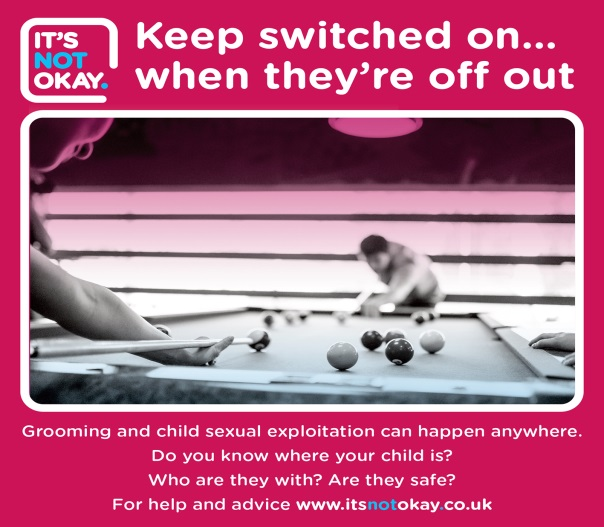 IT'S
NOT
OKAY.
Keep switched on...
when they're off out
Grooming and child sexual exploitation can happen anywhere.
Do you know where your child is?
Who are they with? Are they safe?
For help and advice www.itsnotokay.co.uk